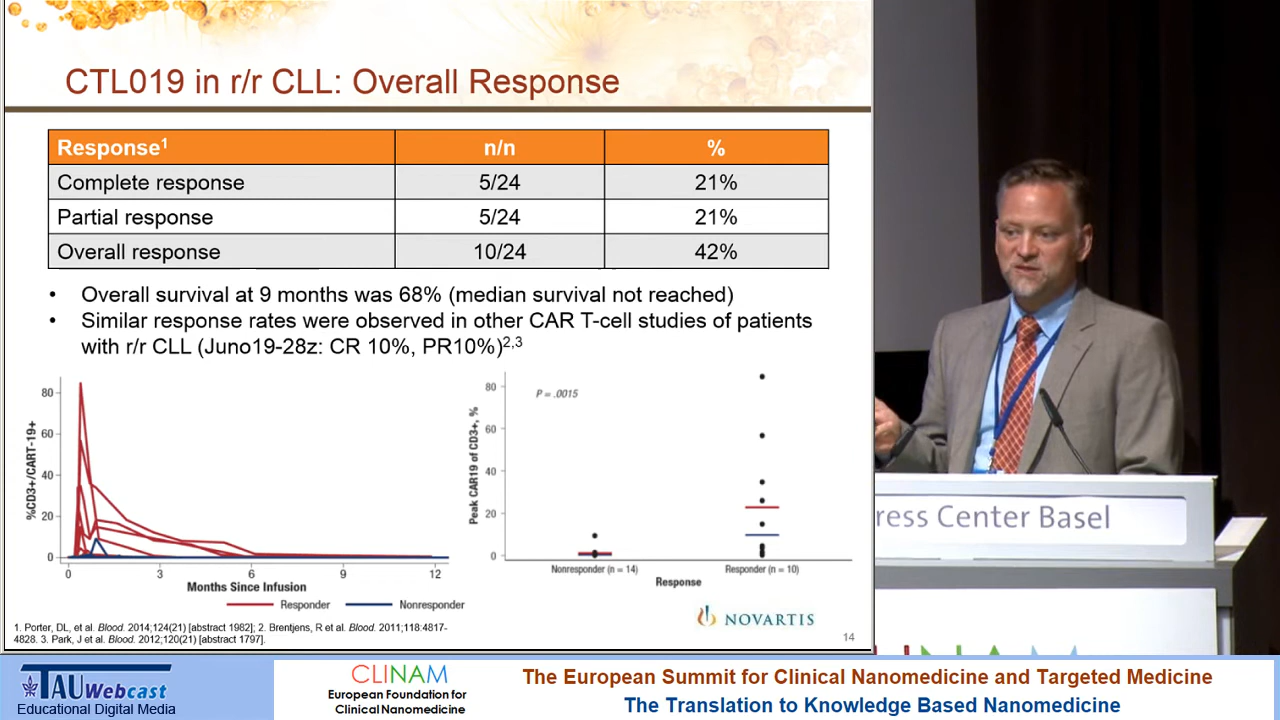 CTL019 in r/r CLL: Overall Response
Response1 n/n %
Complete response 5/24 21%
Partial response 5/24 21%
Overall response 10/24 42%
• Overall survival at 9 months was 68% (median survival not reached)
• Similar response rates were observed in other CAR T-cell studies of patients
with r/r CLL (Juno19-28z: CR 10%, PR10%)2,3
%CD3+/CART-19+
80
60
40
20
0
0 3 6 9 12
Months Since Infusion
Responder Nonresponder
Peak CAR19 of CD3+, %
80
60
40
20
0
P = .0015
Nonresponder (n = 14) Responder (n = 10)
Response
NOVARTIS
1. Porter, DL, et al. Blood. 2014;124(21) [abstract 1982]; 2. Brentjens, R et al. Blood. 2011;118:4817-
4828. 3. Park, J et al. Blood. 2012;120(21) [abstract 1797].
14
ress Center Basel
CLINAM
TAU Webcast
Educational Digital Media
CLINAM
European Foundation for
Clinical Nanomedicine
The European Summit for Clinical Nanomedicine and Targeted Medicine
The Translation to Knowledge Based Nanomedicine